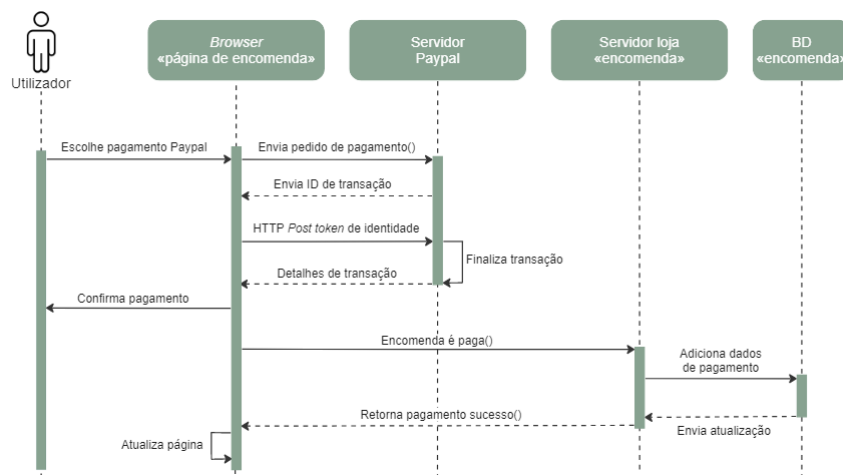 Utilizador
Browser
«página de encomenda»
Servidor
Paypal
Servidor loja
«encomenda»
BD
«encomenda»
Escolhe pagamento Paypal
Envia pedido de pagamento()
Envia ID de transação
HTTP Post token de identidade
Finaliza transação
Detalhes de transação
Confirma pagamento
Encomenda é paga()
Adiciona dados
de pagamento
Retorna pagamento sucesso()
Envia atualização
Atualiza página